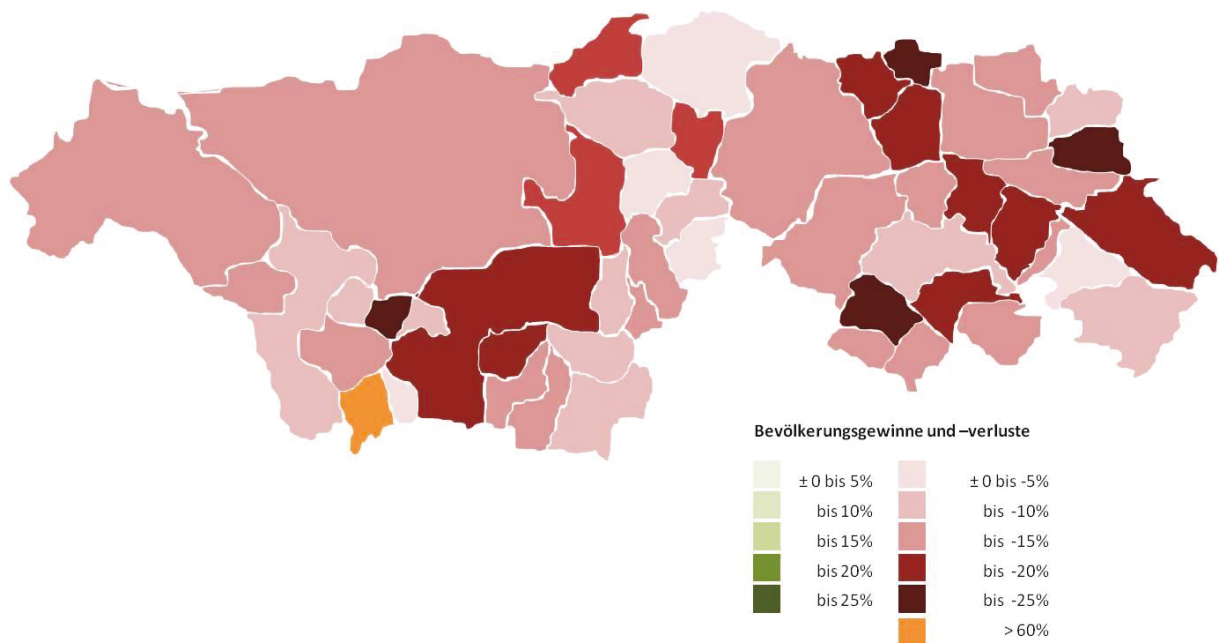 Bevölkerungsgewinne und –verluste
± 0 bis 5%
± 0 bis -5%
bis 10%
bis -10%
bis 15%
bis -15%
bis 20%
bis -20%
bis 25%
bis -25%
> 60%